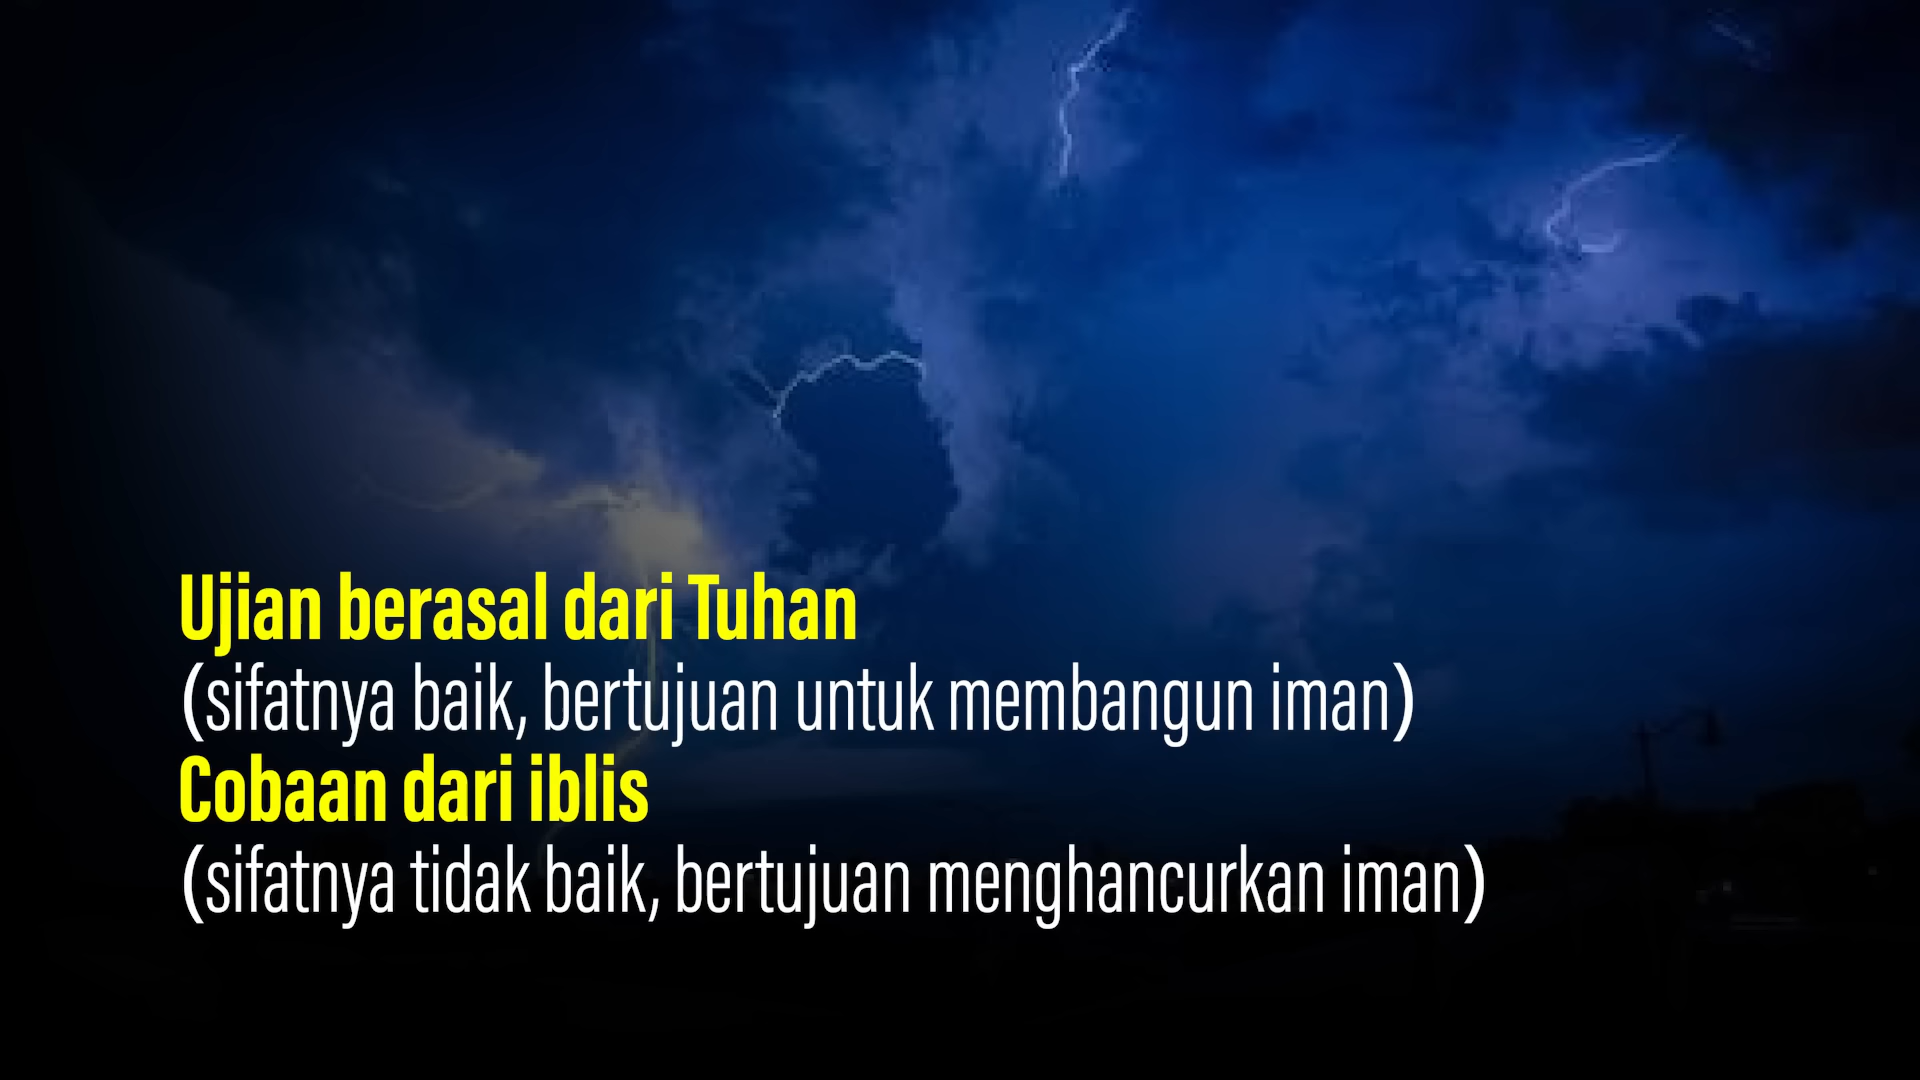 Ujian berasal dari Tuhan
(sifatnya baik, bertujuan untuk membangun iman)
Cobaan dari iblis
(sifatnya tidak baik, bertujuan menghancurkan iman)